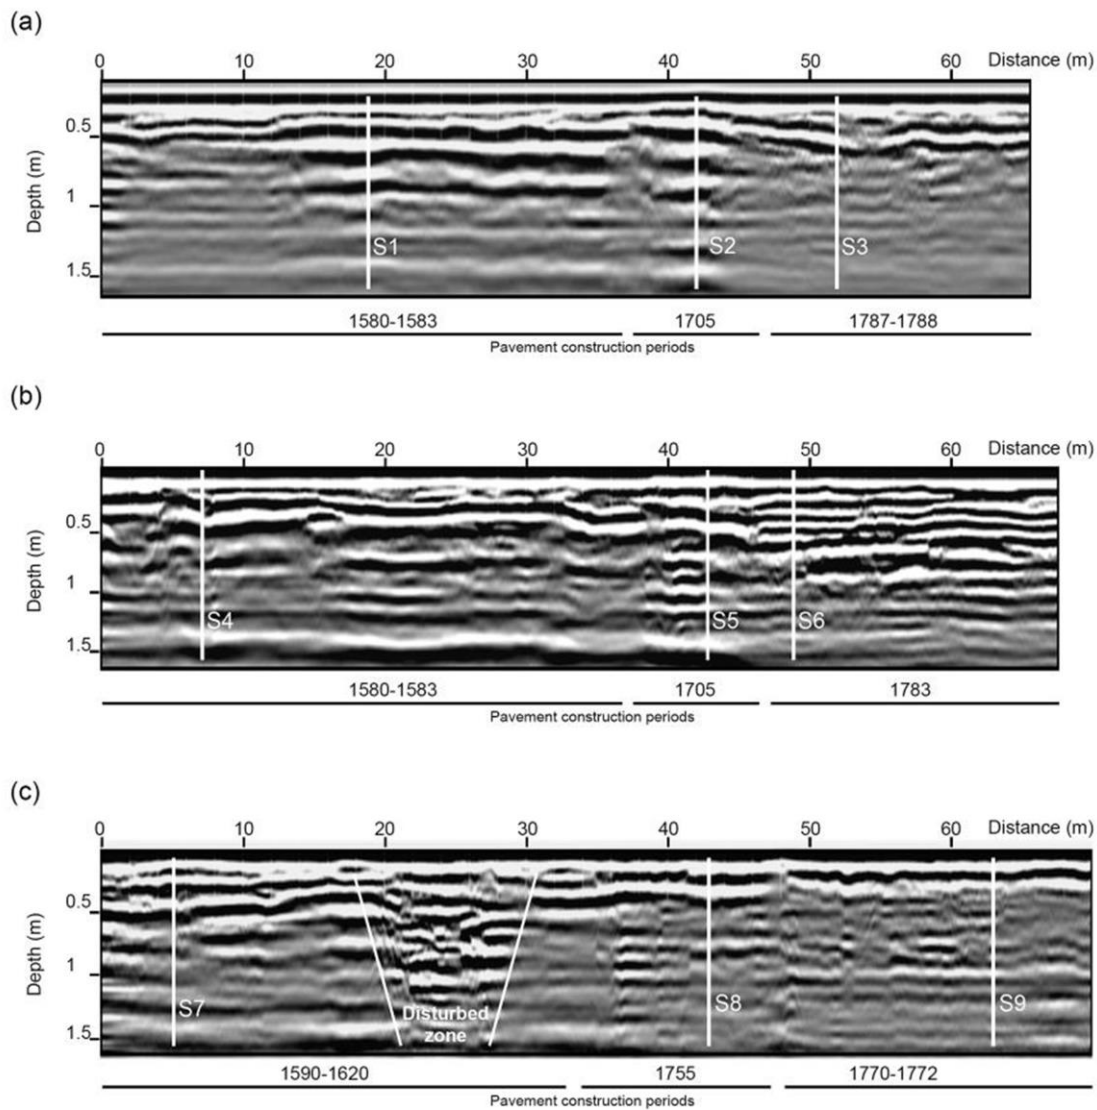 (a)
0 10 20 30 40 50 60 Distance (m)
0.5
1
1.5
Depth (m)
S1 S2 S3
1580-1583 1705 1787-1788
Pavement construction periods
(b)
0 10 20 30 40 50 60 Distance (m)
0.5
1
1.5
Depth (m)
S4 S5 S6
1580-1583 1705 1783
Pavement construction periods
(c)
0 10 20 30 40 50 60 Distance (m)
0.5
1
1.5
Depth (m)
S7 S8 S9
Disturbed
zone
1590-1620 1755 1770-1772
Pavement construction periods